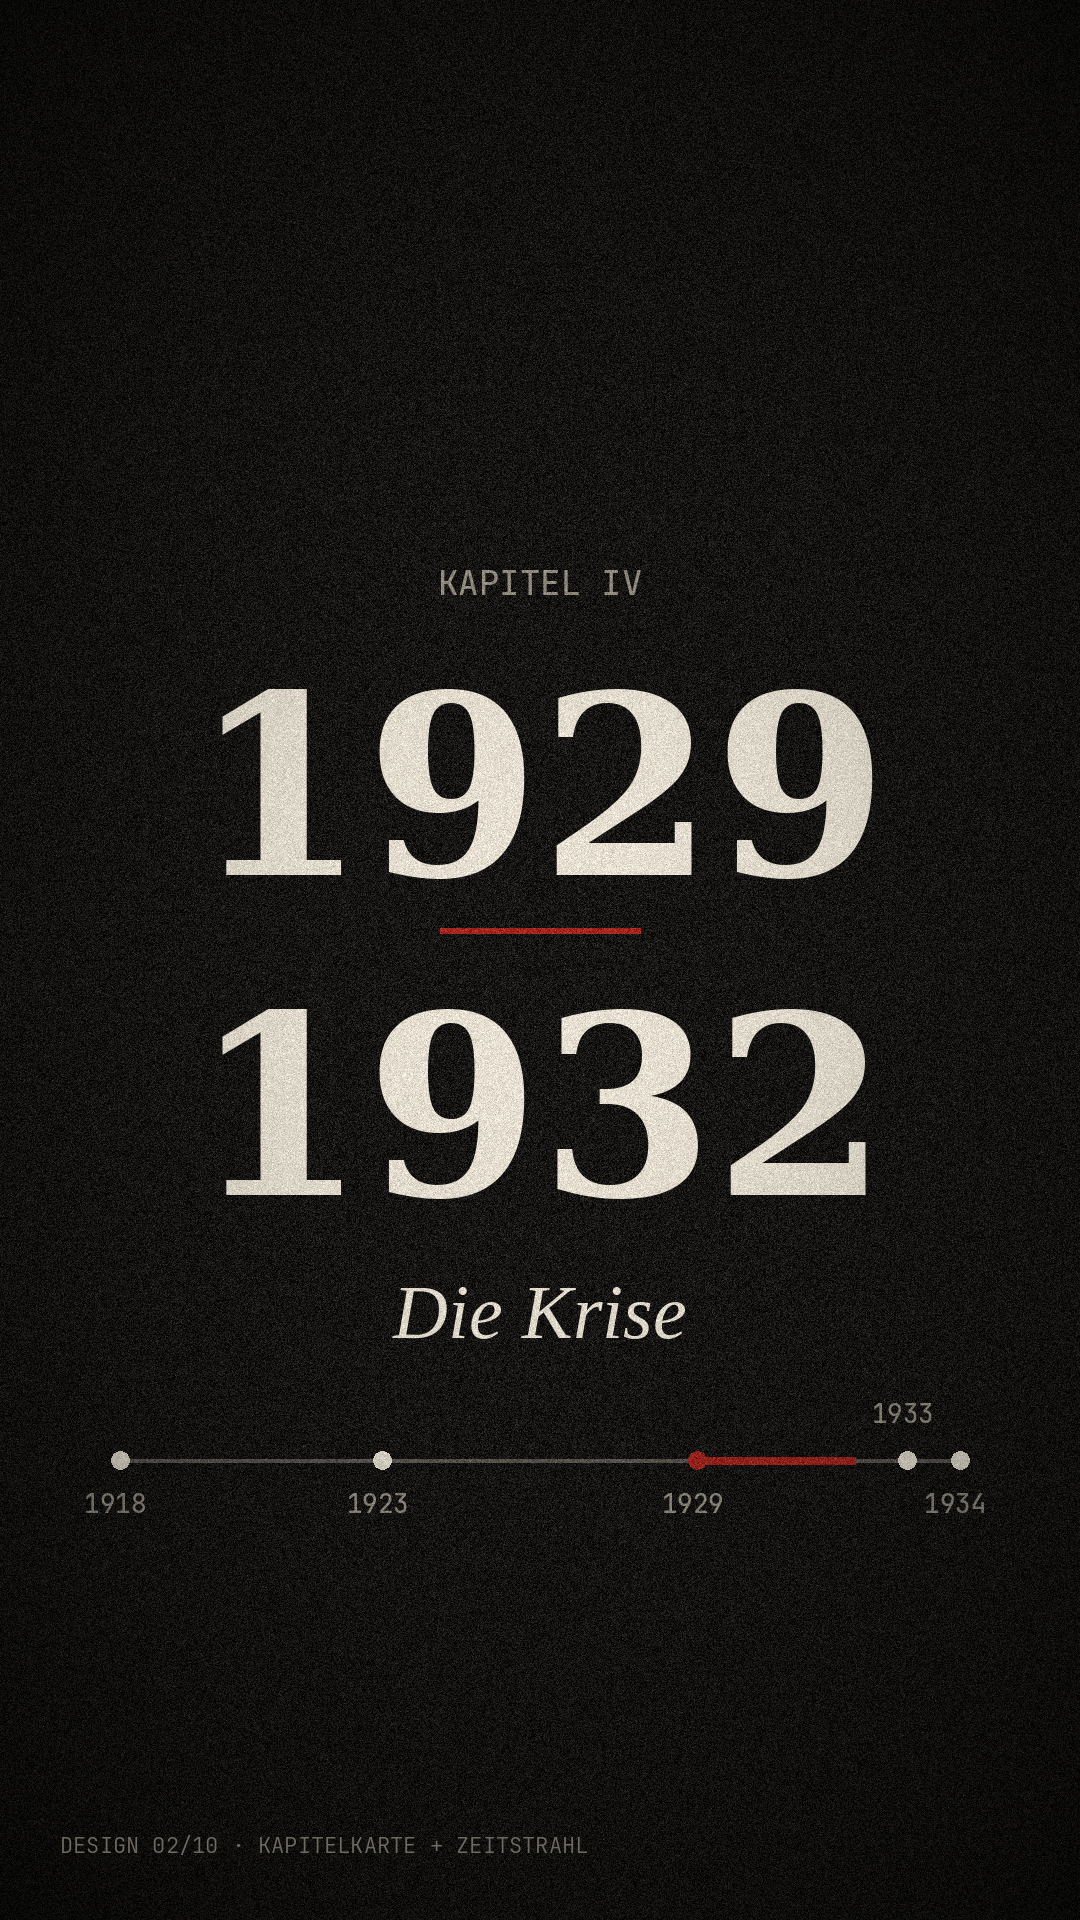 KAPITEL IV
1929
1932
Die Krise
1933
1918 1923 1929 1934
DESIGN 02/10 · KAPITELKARTE + ZEITSTRAHL